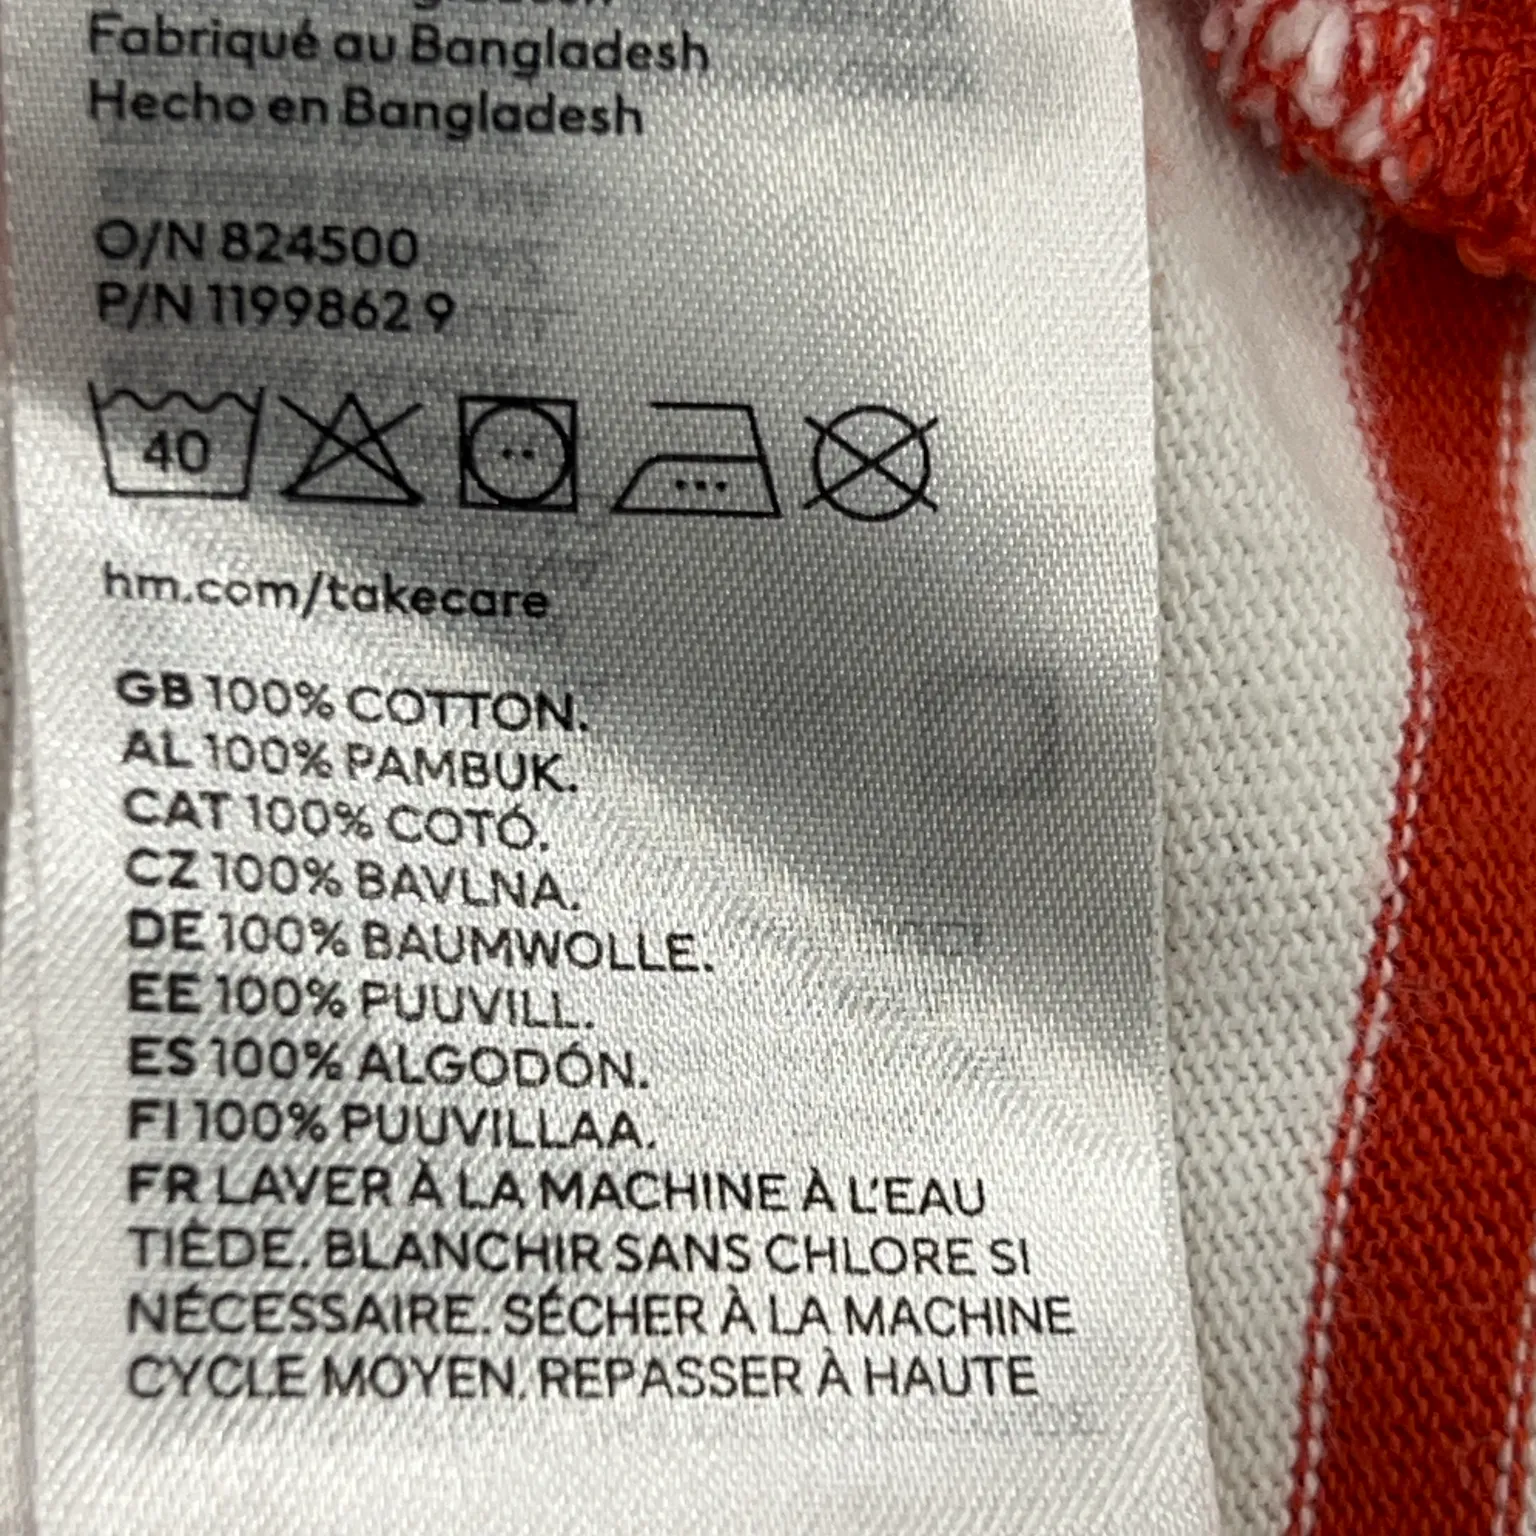 Fabriqué au Bangladesh
Hecho en Bangladesh
O/N 824500
P/N 1199862 9
40
hm.com/takecare
GB 100% COTTON.
AL 100% PAMBUK.
CAT 100% COTÓ.
CZ 100% BAVLNA.
DE 100% BAUMWOLLE.
EE 100% PUUVILL.
ES 100% ALGODÓN.
FI 100% PUUVILLAA.
FR LAVER À LA MACHINE À L'EAU
TIÈDE. BLANCHIR SANS CHLORE SI
NÉCESSAIRE. SÉCHER À LA MACHINE
CYCLE MOYEN. REPASSER À HAUTE